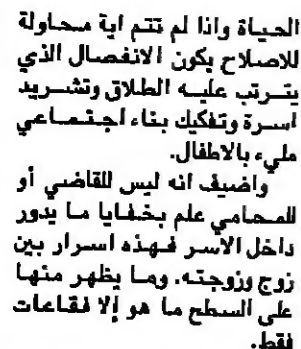 الحياة واذا لم تتم اية محاولة
للاصلاح يكون الانفصال الذي
يترتب عليه الطلاق وتشريد
اسرة وتفكيك بناء اجتماعي
مليء بالاطفال.
واضيف انه ليس للقاضي أو
للمحامي علم بخفايا ما يدور
داخل الاسر فهذه اسرار بين
زوج وزوجته. وما يظهر منها
على السطح ما هو إلا فقاعات
فقط.